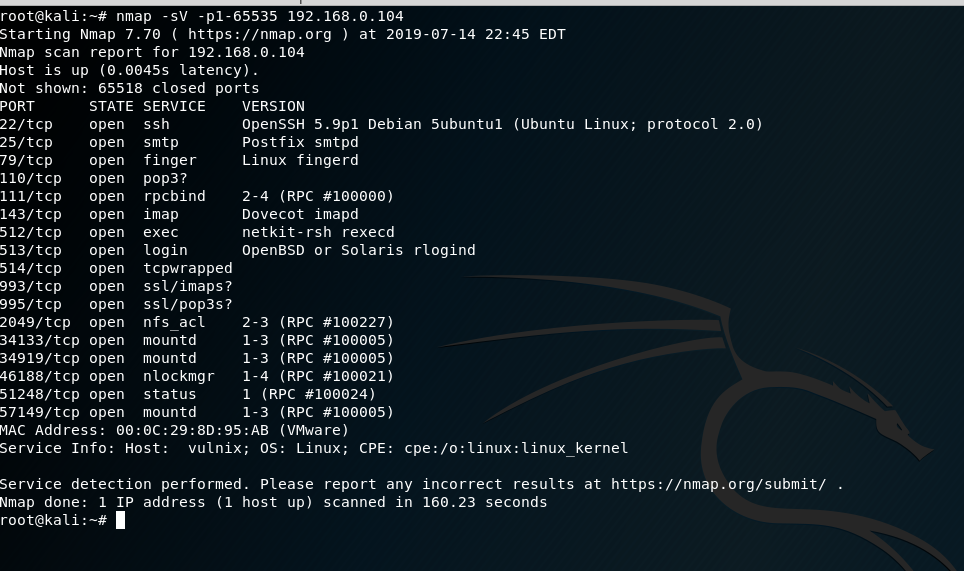 root@kali:~# nmap -sV -p1-65535 192.168.0.104
Starting Nmap 7.70 ( https://nmap.org ) at 2019-07-14 22:45 EDT
Nmap scan report for 192.168.0.104
Host is up (0.0045s latency).
Not shown: 65518 closed ports
PORT      STATE SERVICE    VERSION
22/tcp    open  ssh        OpenSSH 5.9p1 Debian 5ubuntu1 (Ubuntu Linux; protocol 2.0)
25/tcp    open  smtp       Postfix smtpd
79/tcp    open  finger     Linux fingerd
110/tcp   open  pop3?
111/tcp   open  rpcbind    2-4 (RPC #100000)
143/tcp   open  imap       Dovecot imapd
512/tcp   open  exec       netkit-rsh rexecd
513/tcp   open  login      OpenBSD or Solaris rlogind
514/tcp   open  tcpwrapped
993/tcp   open  ssl/imaps?
995/tcp   open  ssl/pop3s?
2049/tcp  open  nfs_acl    2-3 (RPC #100227)
34133/tcp open  mountd     1-3 (RPC #100005)
34919/tcp open  mountd     1-3 (RPC #100005)
46188/tcp open  nlockmgr   1-4 (RPC #100021)
51248/tcp open  status     1 (RPC #100024)
57149/tcp open  mountd     1-3 (RPC #100005)
MAC Address: 00:0C:29:8D:95:AB (VMware)
Service Info: Host:  vulnix; OS: Linux; CPE: cpe:/o:linux:linux_kernel

Service detection performed. Please report any incorrect results at https://nmap.org/submit/ .
Nmap done: 1 IP address (1 host up) scanned in 160.23 seconds
root@kali:~#